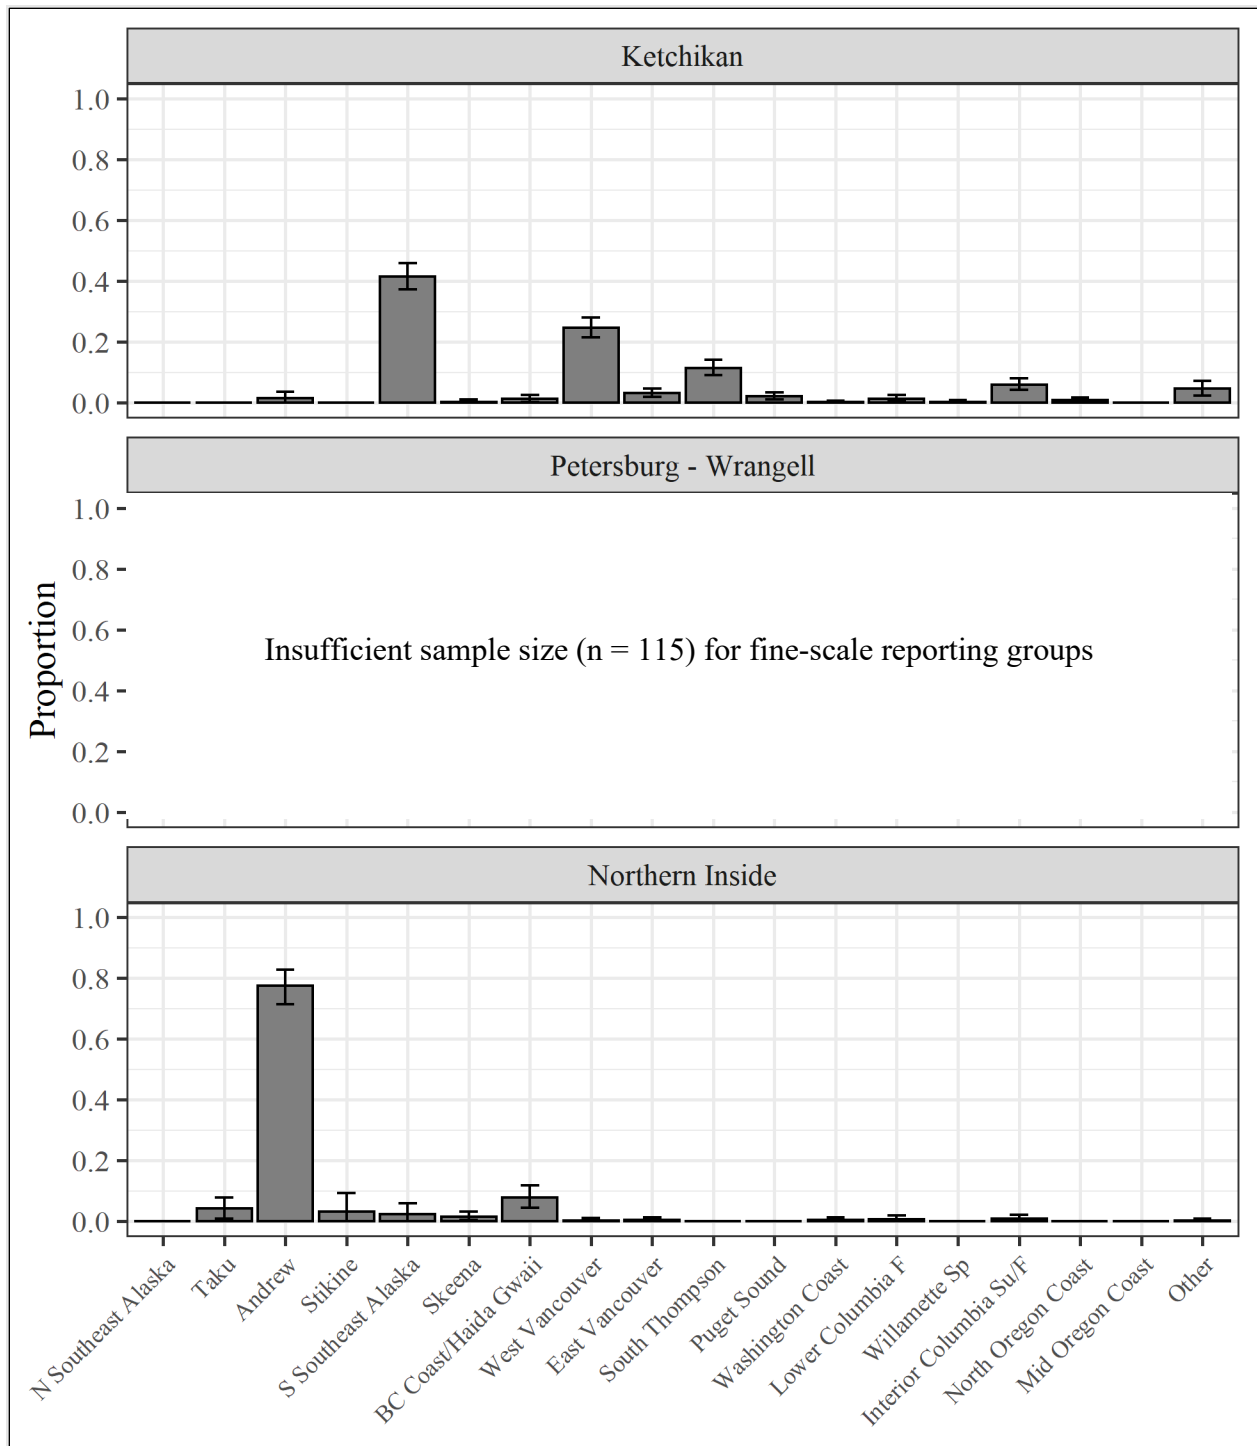 Ketchikan
1.0
0.8
0.6
0.4
0.2
0.0
Petersburg - Wrangell
1.0
0.8
0.6
0.4
0.2
0.0
Proportion
Insufficient sample size (n = 115) for fine-scale reporting groups
Northern Inside
1.0
0.8
0.6
0.4
0.2
0.0
N Southeast Alaska
Taku
Andrew
Stikine
S Southeast Alaska
Skeena
BC Coast/Haida Gwaii
West Vancouver
East Vancouver
South Thompson
Puget Sound
Washington Coast
Lower Columbia F
Willamette Sp
Interior Columbia Su/F
North Oregon Coast
Mid Oregon Coast
Other